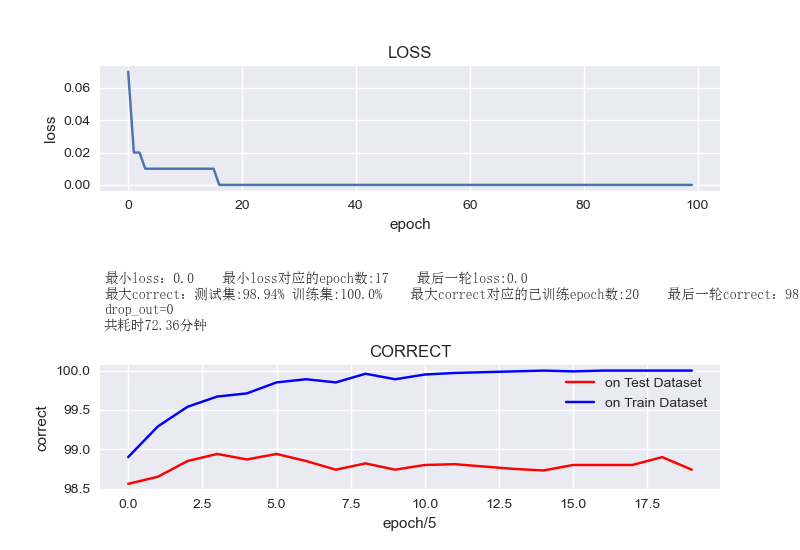 LOSS
0.06
0.04
0.02
0.00
loss
0 20 40 60 80 100
epoch
最小loss: 0.0 最小loss对应的epoch数:17 最后一轮loss:0.0
最大correct: 测试集:98.94% 训练集:100.0% 最大correct对应的已训练epoch数:20 最后一轮correct: 98
drop_out=0
共耗时72.36分钟
CORRECT
100.0
99.5
99.0
98.5
correct
on Test Dataset
on Train Dataset
0.0 2.5 5.0 7.5 10.0 12.5 15.0 17.5
epoch/5